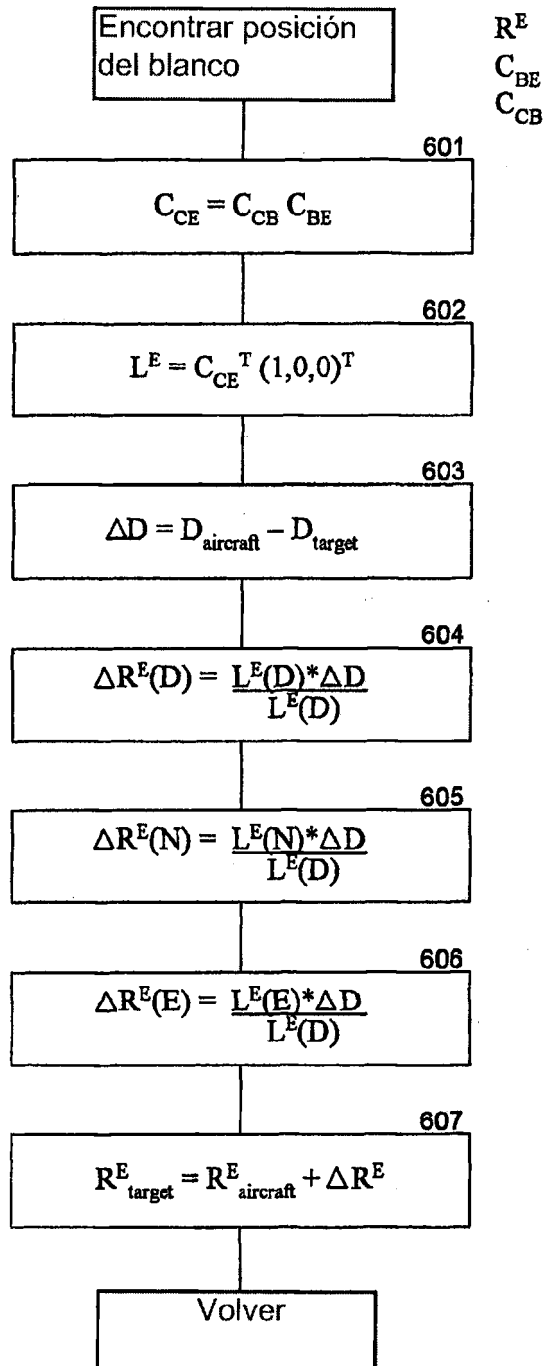 Encontrar posición
del blanco
R^E
C_BE
C_CB
601
C_CE = C_CB C_BE
602
L^E = C_CE^T (1,0,0)^T
603
ΔD = D_aircraft – D_target
604
ΔR^E(D) = L^E(D)*ΔD
L^E(D)
605
ΔR^E(N) = L^E(N)*ΔD
L^E(D)
606
ΔR^E(E) = L^E(E)*ΔD
L^E(D)
607
R^E_target = R^E_aircraft + ΔR^E
Volver